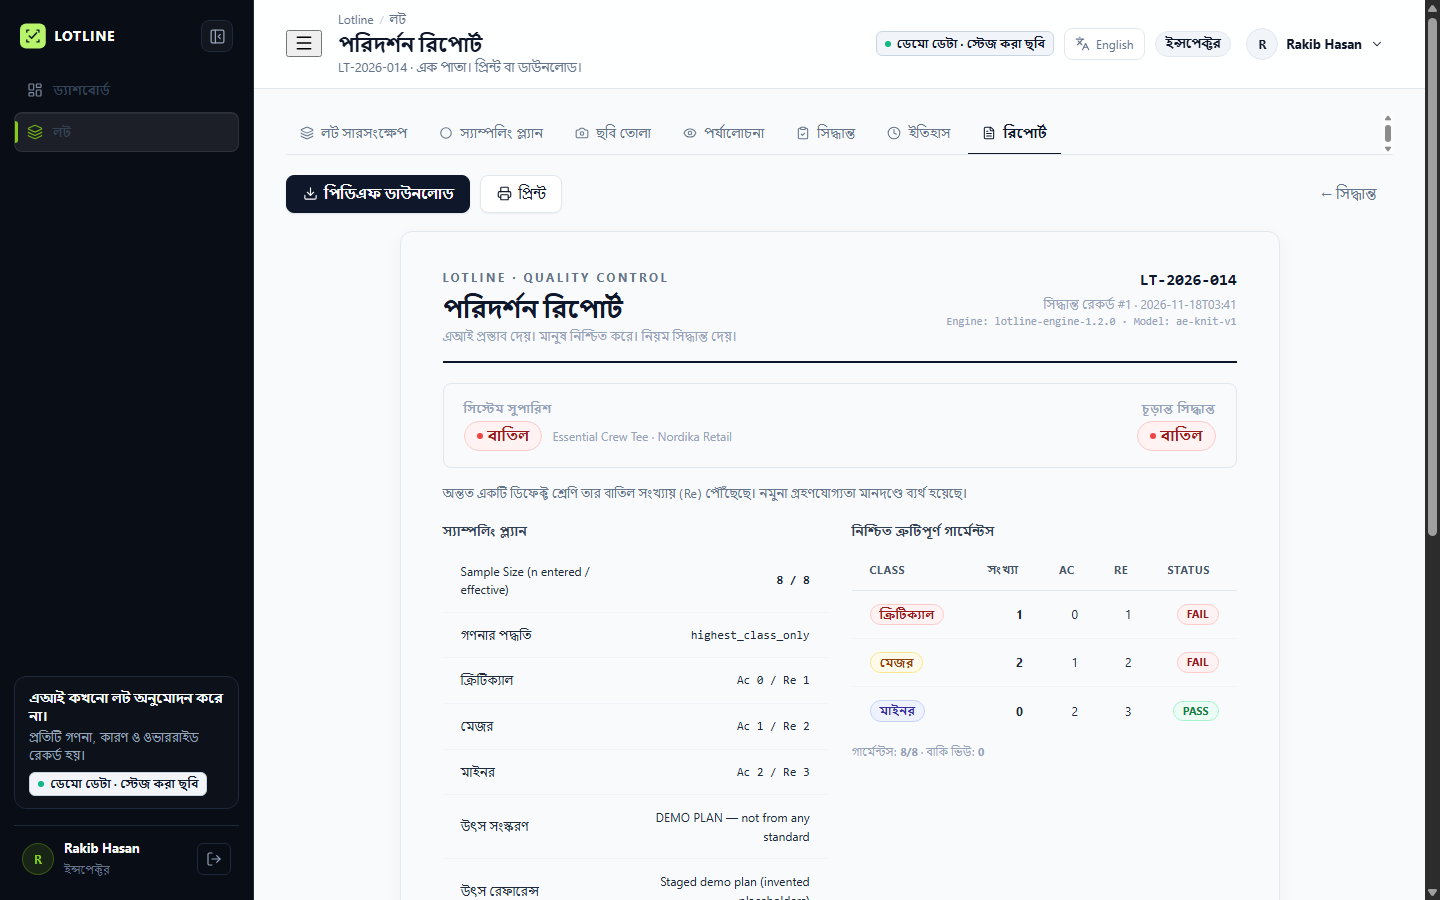 LOTLINE
ড্যাশবোর্ড
লট
এআই কখনো লট অনুমোদন করে
না।
প্রতিটি গণনা, কারণ ও ওভাররাইড
রেকর্ড হয়।
ডেমো ডেটা · স্টেজ করা ছবি
R
Rakib Hasan
ইন্সপেক্টর
Lotline / লট
পরিদর্শন রিপোর্ট
LT-2026-014 · এক পাতা। প্রিন্ট বা ডাউনলোড।
ডেমো ডেটা · স্টেজ করা ছবি
English
ইন্সপেক্টর
R
Rakib Hasan
লট সারসংক্ষেপ
স্যাম্পলিং প্ল্যান
ছবি তোলা
পর্যালোচনা
সিদ্ধান্ত
ইতিহাস
রিপোর্ট
পিডিএফ ডাউনলোড
প্রিন্ট
← সিদ্ধান্ত
LOTLINE · QUALITY CONTROL
পরিদর্শন রিপোর্ট
এআই প্রস্তাব দেয়। মানুষ নিশ্চিত করে। নিয়ম সিদ্ধান্ত দেয়।
LT-2026-014
সিদ্ধান্ত রেকর্ড #1 · 2026-11-18T03:41
Engine: lotline-engine-1.2.0 · Model: ae-knit-v1
সিস্টেম সুপারিশ
বাতিল
Essential Crew Tee · Nordika Retail
চূড়ান্ত সিদ্ধান্ত
বাতিল
অন্তত একটি ডিফেক্ট শ্রেণি তার বাতিল সংখ্যায় (Re) পৌঁছেছে। নমুনা গ্রহণযোগ্যতা মানদণ্ডে ব্যর্থ হয়েছে।
স্যাম্পলিং প্ল্যান
Sample Size (n entered /
effective)
8 / 8
গণনার পদ্ধতি
highest_class_only
ক্রিটিক্যাল
Ac 0 / Re 1
মেজর
Ac 1 / Re 2
মাইনর
Ac 2 / Re 3
উৎস সংস্করণ
DEMO PLAN — not from any
standard
উৎস রেফারেন্স
Staged demo plan (invented
placeholders)
নিশ্চিত ত্রুটিপূর্ণ গার্মেন্টস
CLASS সংখ্যা AC RE STATUS
ক্রিটিক্যাল 1 0 1 FAIL
মেজর 2 1 2 FAIL
মাইনর 0 2 3 PASS
গার্মেন্টস: 8/8 · বাকি ভিউ: 0